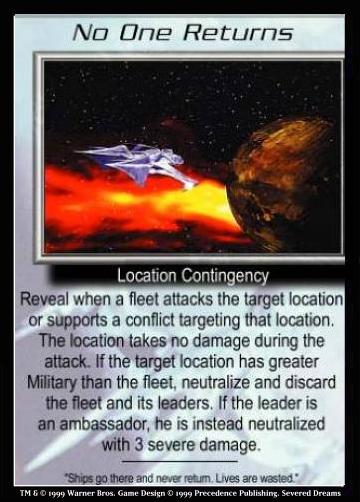 No One Returns
Location Contingency
Reveal when a fleet attacks the target location
or supports a conflict targeting that location.
The location takes no damage during the
attack. If the target location has greater
Military than the fleet, neutralize and discard
the fleet and its leaders. If the leader is
an ambassador, he is instead neutralized
with 3 severe damage.
"Ships go there and never return. Lives are wasted."
TM & © 1999 Warner Bros. Game Design © 1999 Precedence Publishing. Severed Dreams